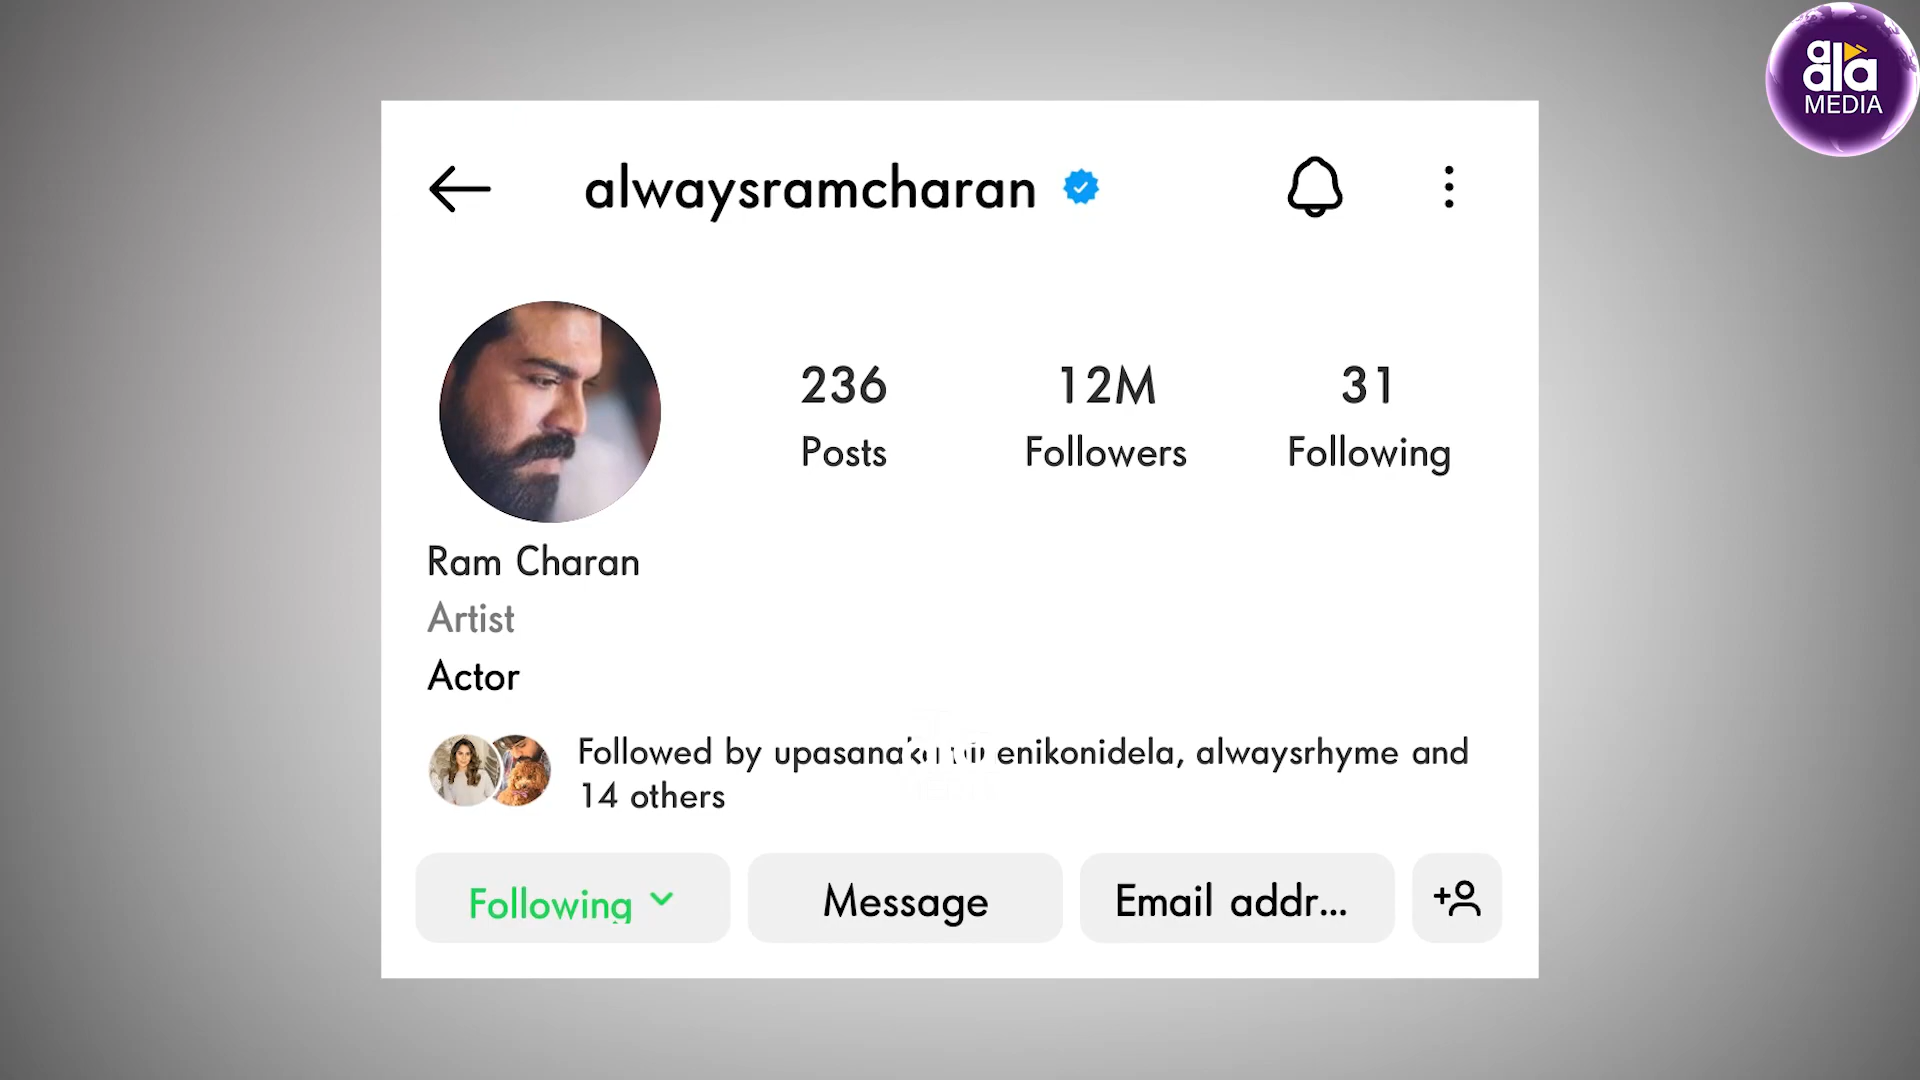 alwaysramcharan
ala
MEDIA
236
12M
31
Posts
Followers
Following
Ram Charan
Artist
Actor
Followed by enikonidela, alwaysrhyme and
14 others
Following
Message
Email addr...